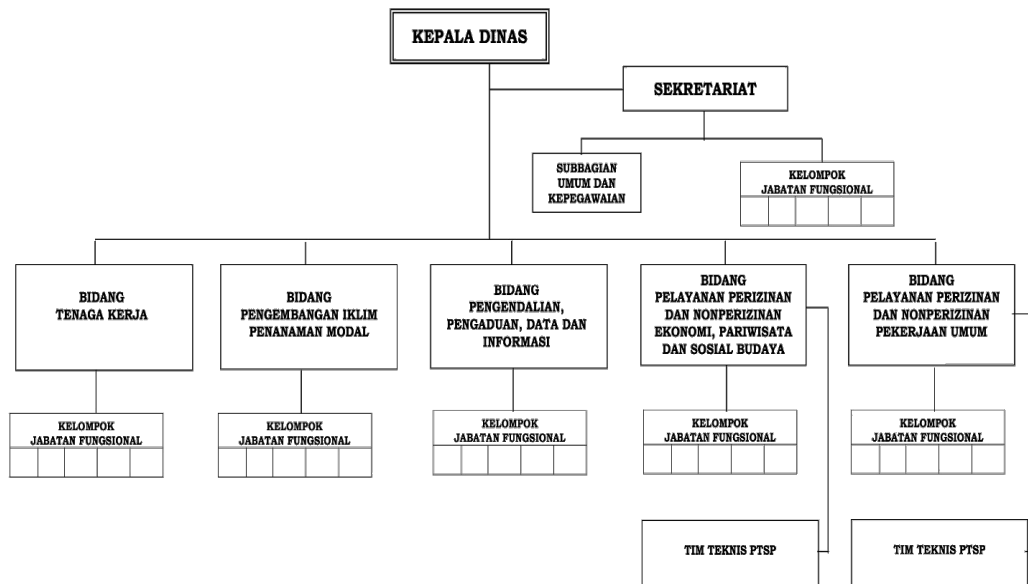 KEPALA DINAS
SEKRETARIAT
SUBBAGIAN
UMUM DAN
KEPEGAWAIAN
KELOMPOK
JABATAN FUNGSIONAL
BIDANG
TENAGA KERJA
BIDANG
PENGEMBANGAN IKLIM
PENANAMAN MODAL
BIDANG
PENGENDALIAN,
PENGADUAN, DATA DAN
INFORMASI
BIDANG
PELAYANAN PERIZINAN
DAN NONPERIZINAN
EKONOMI, PARIWISATA
DAN SOSIAL BUDAYA
BIDANG
PELAYANAN PERIZINAN
DAN NONPERIZINAN
PEKERJAAN UMUM
KELOMPOK
JABATAN FUNGSIONAL
KELOMPOK
JABATAN FUNGSIONAL
KELOMPOK
JABATAN FUNGSIONAL
KELOMPOK
JABATAN FUNGSIONAL
KELOMPOK
JABATAN FUNGSIONAL
TIM TEKNIS PTSP
TIM TEKNIS PTSP